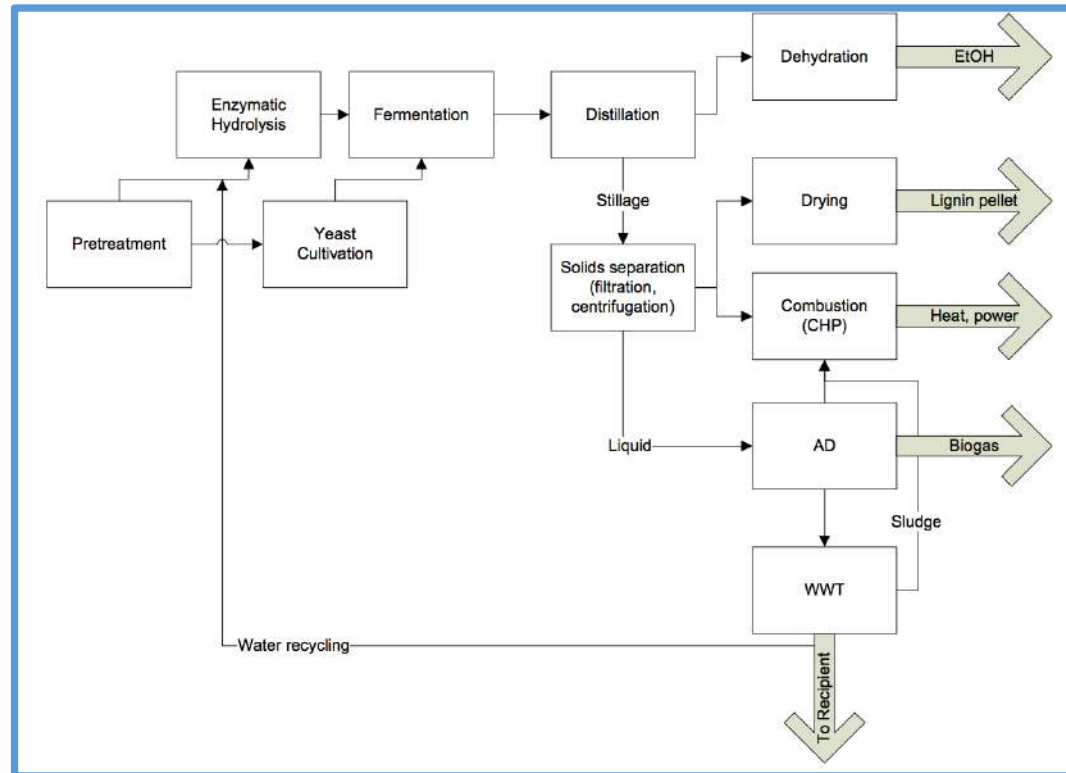 Dehydration
EtOH
Enzymatic
Hydrolysis
Fermentation
Distillation
Stillage
Drying
Lignin pellet
Pretreatment
Yeast
Cultivation
Solids separation
(filtration,
centrifugation)
Combustion
(CHP)
Heat, power
Liquid
AD
Biogas
Sludge
WWT
Water recycling
To Recipient